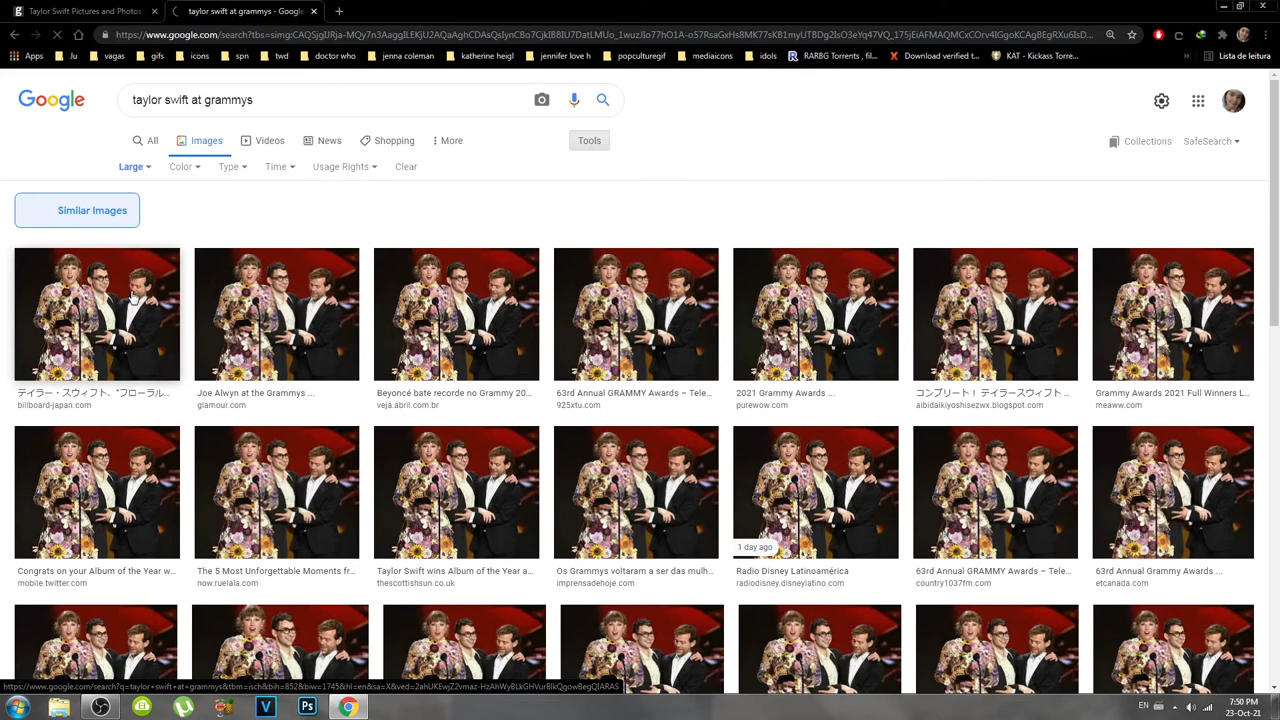 Taylor Swift Pictures and Photos
taylor swift at grammys - Google
Apps Ju vagas gifs icons spn twd doctor who jenna coleman katherine heigl jennifer love h popculturegif mediaicons idols RARBG Torrents , fil... Download verified t... KAT - Kickass Torre... » Lista de leitura
Google
taylor swift at grammys
All Images Videos News Shopping More Tools Collections SafeSearch
Large Color Type Time Usage Rights Clear
Similar Images
テイラー・スウィフト、"フローラル... Joe Alwyn at the Grammys ... Beyoncé bate recorde no Grammy 20... 63rd Annual GRAMMY Awards – Tele... 2021 Grammy Awards ... コンプリート！ テイラースウィフト ... Grammy Awards 2021 Full Winners L...
billboard-japan.com glamour.com veja.abril.com.br 925xtu.com purewow.com aibidaikiyoshisezwx.blogspot.com meaww.com
1 day ago
Congrats on your Album of the Year w... The 5 Most Unforgettable Moments fr... Taylor Swift wins Album of the Year a... Os Grammys voltaram a ser das mulh... Radio Disney Latinoamérica 63rd Annual GRAMMY Awards – Tele... 63rd Annual Grammy Awards ...
mobile.twitter.com now.ruelala.com thescottishsun.co.uk imprensadehoje.com radiodisney.disneylatino.com country1037fm.com etcanada.com
EN 7:50 PM
23-Oct-21